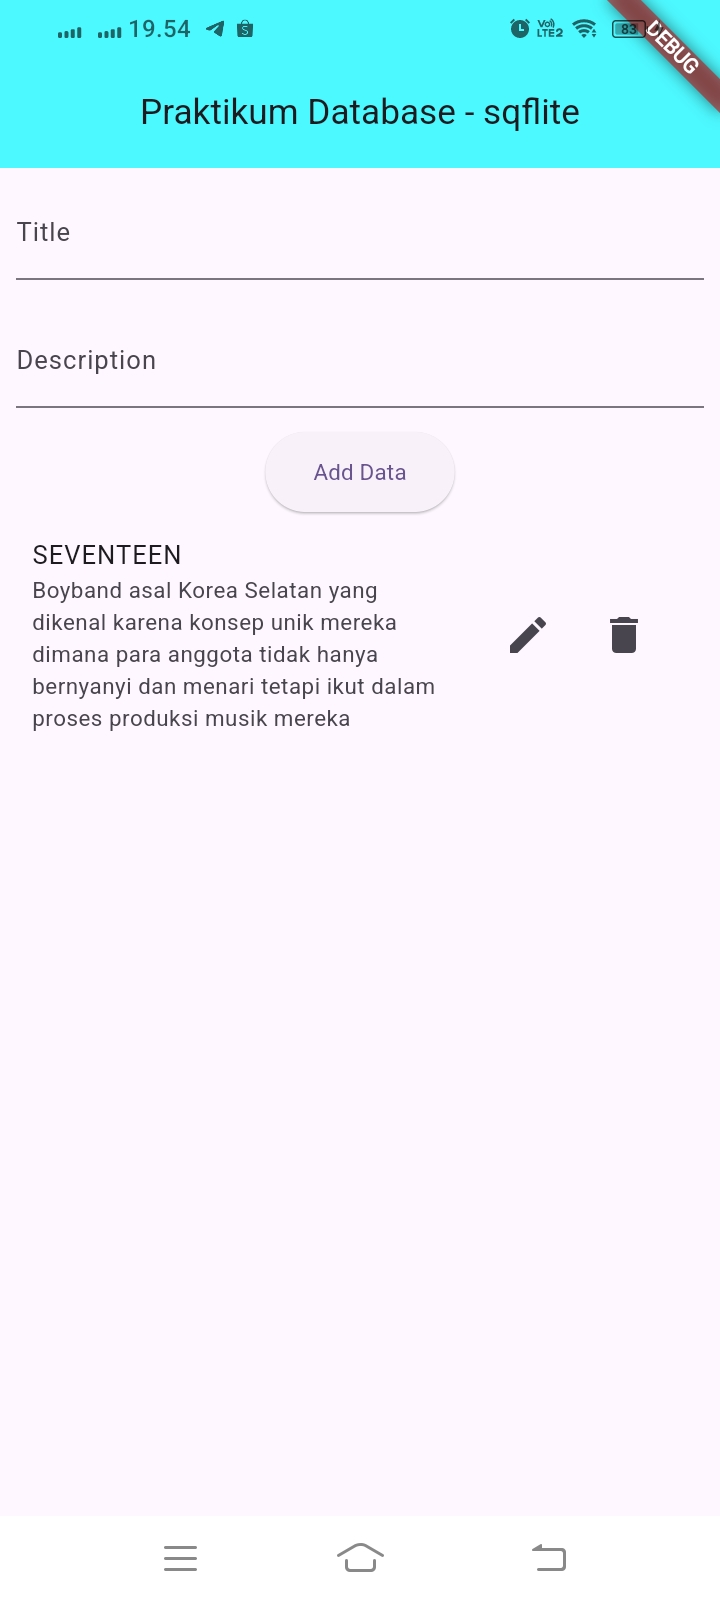 19.54
Vo)) LTE2
83
DEBUG
Praktikum Database - sqflite
Title
Description
Add Data
SEVENTEEN
Boyband asal Korea Selatan yang
dikenal karena konsep unik mereka
dimana para anggota tidak hanya
bernyanyi dan menari tetapi ikut dalam
proses produksi musik mereka